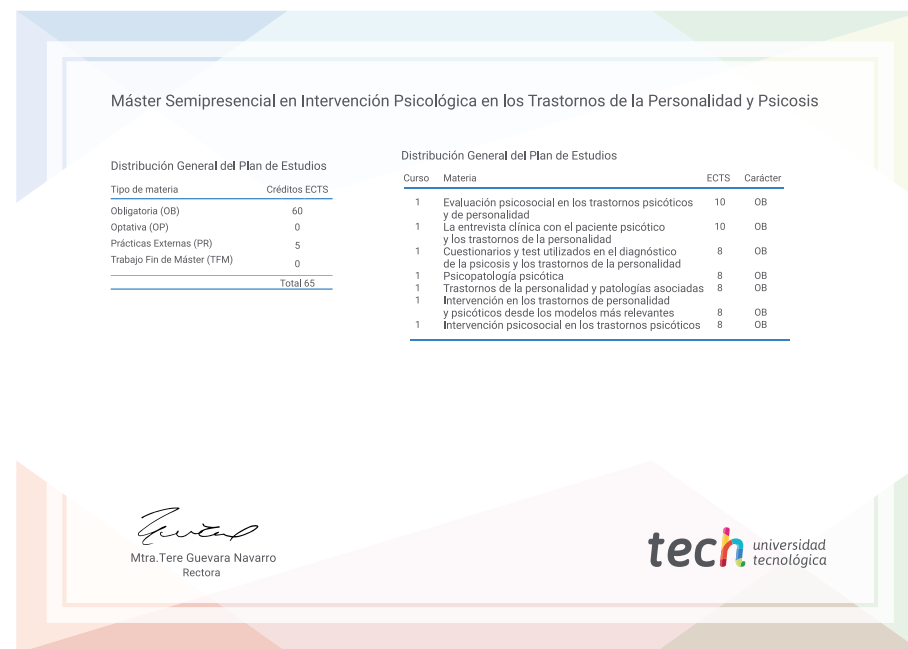 Máster Semipresencial en Intervención Psicológica en los Trastornos de la Personalidad y Psicosis
Distribución General del Plan de Estudios
Tipo de materia Créditos ECTS
Obligatoria (OB) 60
Optativa (OP) 0
Prácticas Externas (PR) 5
Trabajo Fin de Máster (TFM) 0
Total 65
Distribución General del Plan de Estudios
Curso Materia ECTS Carácter
1 Evaluación psicosocial en los trastornos psicóticos 10 OB
y de personalidad
1 La entrevista clínica con el paciente psicótico 10 OB
y los trastornos de la personalidad
1 Cuestionarios y test utilizados en el diagnóstico 8 OB
de la psicosis y los trastornos de la personalidad
1 Psicopatología psicótica 8 OB
1 Trastornos de la personalidad y patologías asociadas 8 OB
1 Intervención en los trastornos de personalidad
y psicóticos desde los modelos más relevantes 8 OB
1 Intervención psicosocial en los trastornos psicóticos 8 OB
Mtra.Tere Guevara Navarro
Rectora
tech universidad
tecnológica